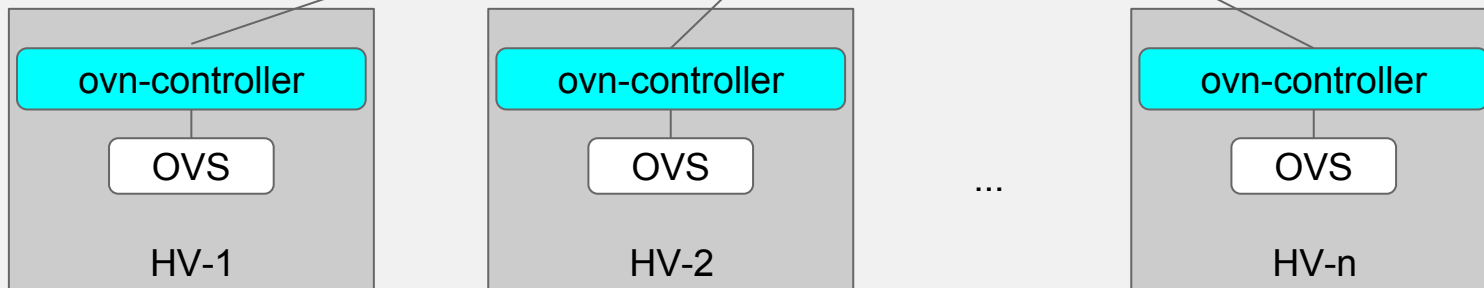 ovn-controller
OVS
HV-1
ovn-controller
OVS
HV-2
...
ovn-controller
OVS
HV-n